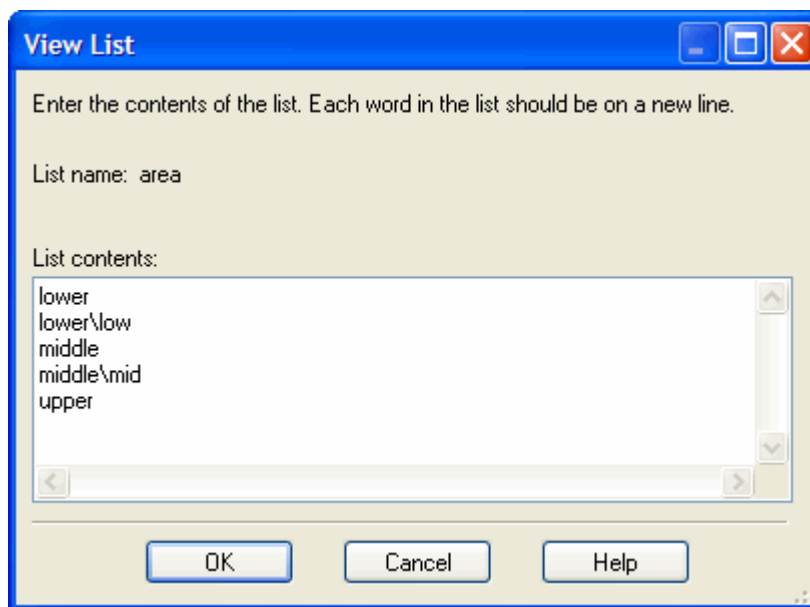 View List
Enter the contents of the list. Each word in the list should be on a new line.
List name: area
List contents:
lower
lower\low
middle
middle\mid
upper
OK Cancel Help